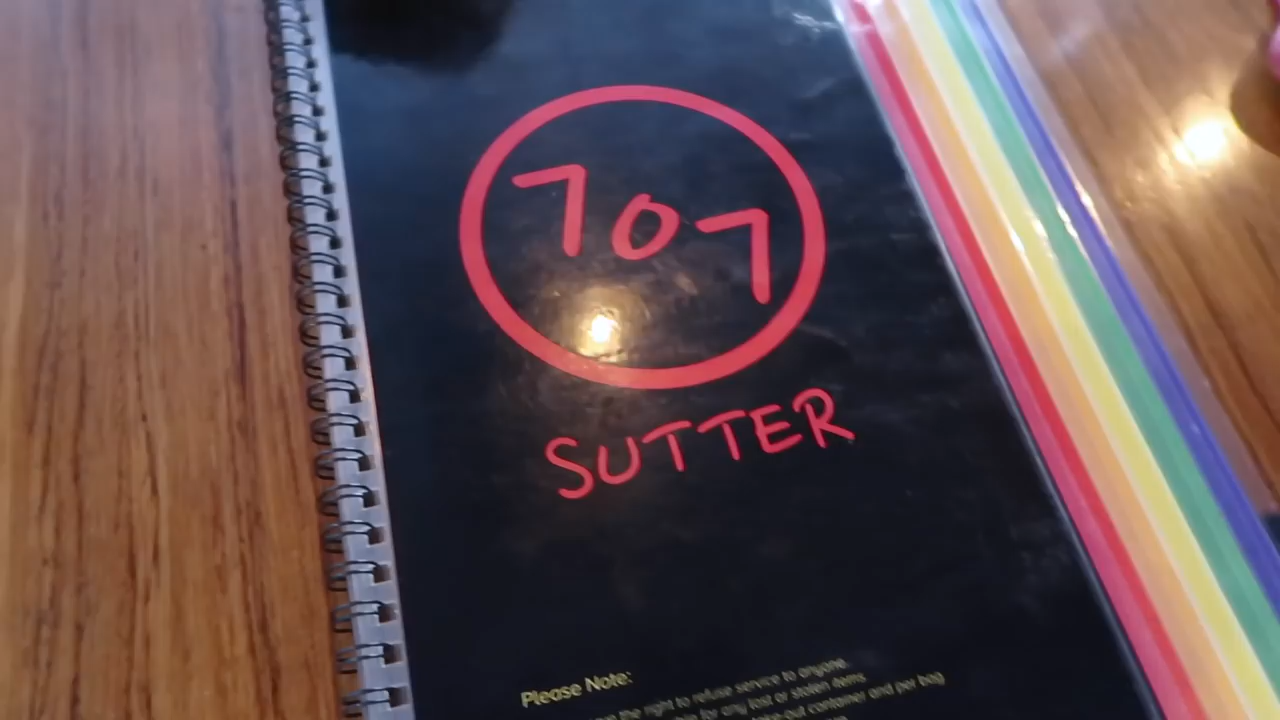 707
SUTTER
Please Note:
the right to refuse service to anyone.
for any lost or stolen items.
container and per bag